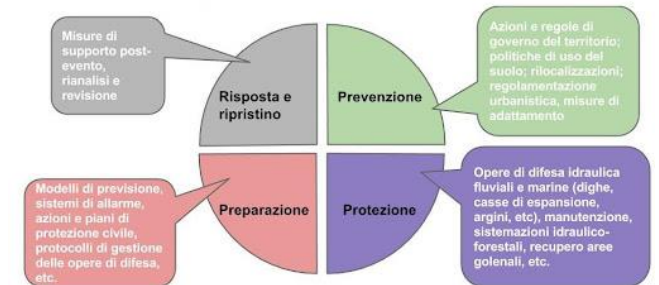 Misure di
supporto post-
evento,
rianalisi e
revisione
Risposta e
ripristino
Prevenzione
Azioni e regole di
governo del territorio;
politiche di uso del
suolo; rilocalizzazioni;
regolamentazione
urbanistica, misure di
adattamento
Modelli di previsione,
sistemi di allarme,
azioni e piani di
protezione civile,
protocolli di gestione
delle opere di difesa,
etc.
Preparazione
Protezione
Opere di difesa idraulica
fluviali e marine (dighe,
casse di espansione,
argini, etc), manutenzione,
sistemazioni idraulico-
forestali, recupero aree
golenali, etc.